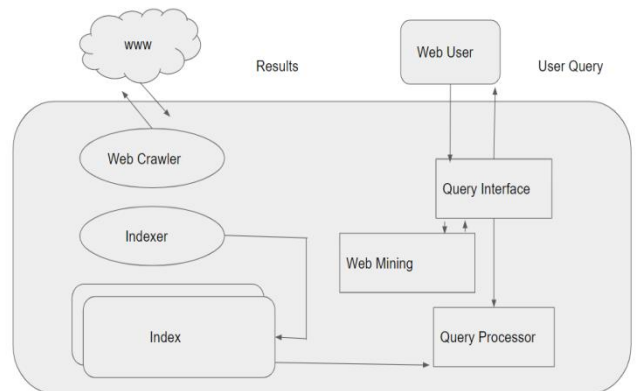 www
Results
Web User
User Query
Web Crawler
Query Interface
Indexer
Web Mining
Index
Query Processor